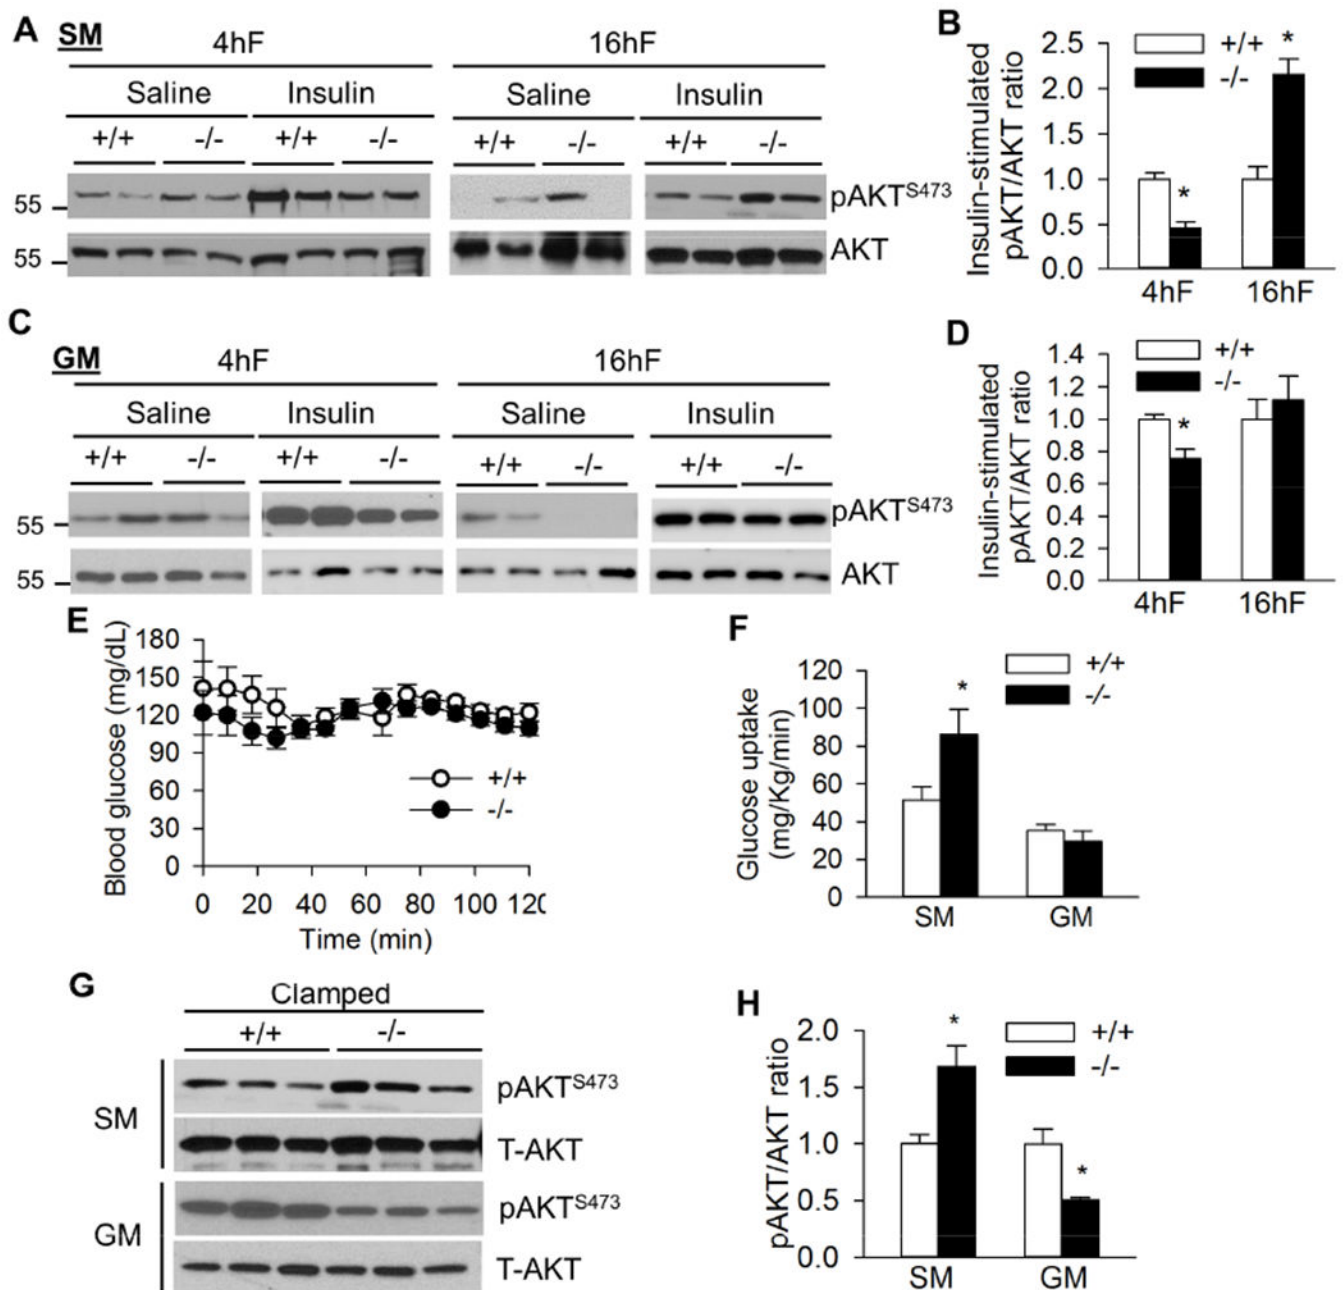 A SM 4hF 16hF
Saline Insulin Saline Insulin
+/+ -/- +/+ -/- +/+ -/- +/+ -/-
55 pAKTS473
55 AKT
B
+/+
-/-
Insulin-stimulated
pAKT/AKT ratio
2.5
2.0
1.5
1.0
0.5
0.0
* *
4hF 16hF
C
GM 4hF 16hF
Saline Insulin Saline Insulin
+/+ -/- +/+ -/- +/+ -/- +/+ -/-
55 pAKTS473
55 AKT
D
+/+
-/-
Insulin-stimulated
pAKT/AKT ratio
1.4
1.2
1.0
0.8
0.6
0.4
0.2
0.0
*
4hF 16hF
E
Blood glucose (mg/dL)
180
150
120
90
60
30
0
+/+
-/-
0 20 40 60 80 100 120
Time (min)
F
+/+
-/-
Glucose uptake
(mg/Kg/min)
120
100
80
60
40
20
0
*
SM GM
G
Clamped
+/+ -/-
SM
pAKTS473
T-AKT
GM
pAKTS473
T-AKT
H
+/+
-/-
pAKT/AKT ratio
2.0
1.5
1.0
0.5
0.0
* *
SM GM